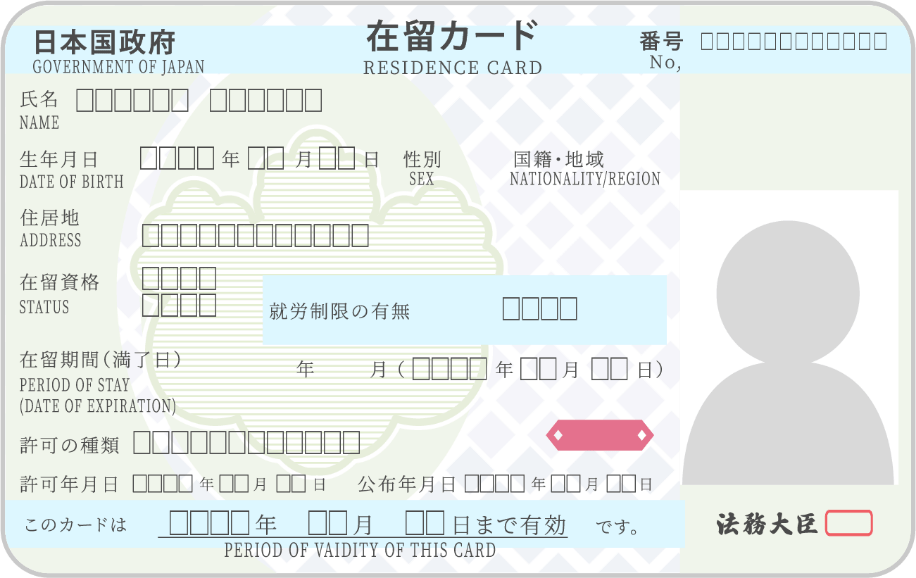 日本国政府 在留カード 番号 □□□□□□□□□□□□
GOVERNMENT OF JAPAN RESIDENCE CARD No,
氏名 □□□□□□ □□□□□□
NAME
生年月日 □□□□年□□月□□日 性別 国籍・地域
DATE OF BIRTH SEX NATIONALITY/REGION
住居地 □□□□□□□□□□□□
ADDRESS
在留資格 □□□□
STATUS □□□□
就労制限の有無 □□□□
在留期間(満了日) 年 月(□□□□年□□月□□日)
PERIOD OF STAY
(DATE OF EXPIRATION)
許可の種類 □□□□□□□□□□□□
許可年月日 □□□□年□□月□□日 公布年月日 □□□□年□□月□□日
このカードは □□□□年 □□月 □□日まで有効 です。
PERIOD OF VAIDITY OF THIS CARD
法務大臣